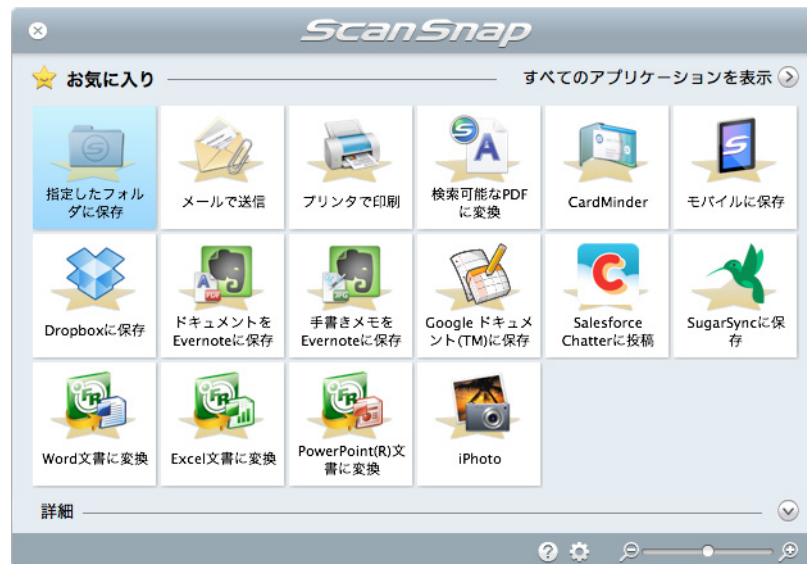 ScanSnap
お気に入り
すべてのアプリケーションを表示
指定したフォル
ダに保存
メールで送信
プリンタで印刷
検索可能なPDF
に変換
CardMinder
モバイルに保存
Dropboxに保存
ドキュメントを
Evernoteに保存
手書きメモを
Evernoteに保存
Google ドキュメ
ント(TM)に保存
Salesforce
Chatterに投稿
SugarSyncに保
存
Word文書に変換
Excel文書に変換
PowerPoint(R)文
書に変換
iPhoto
詳細